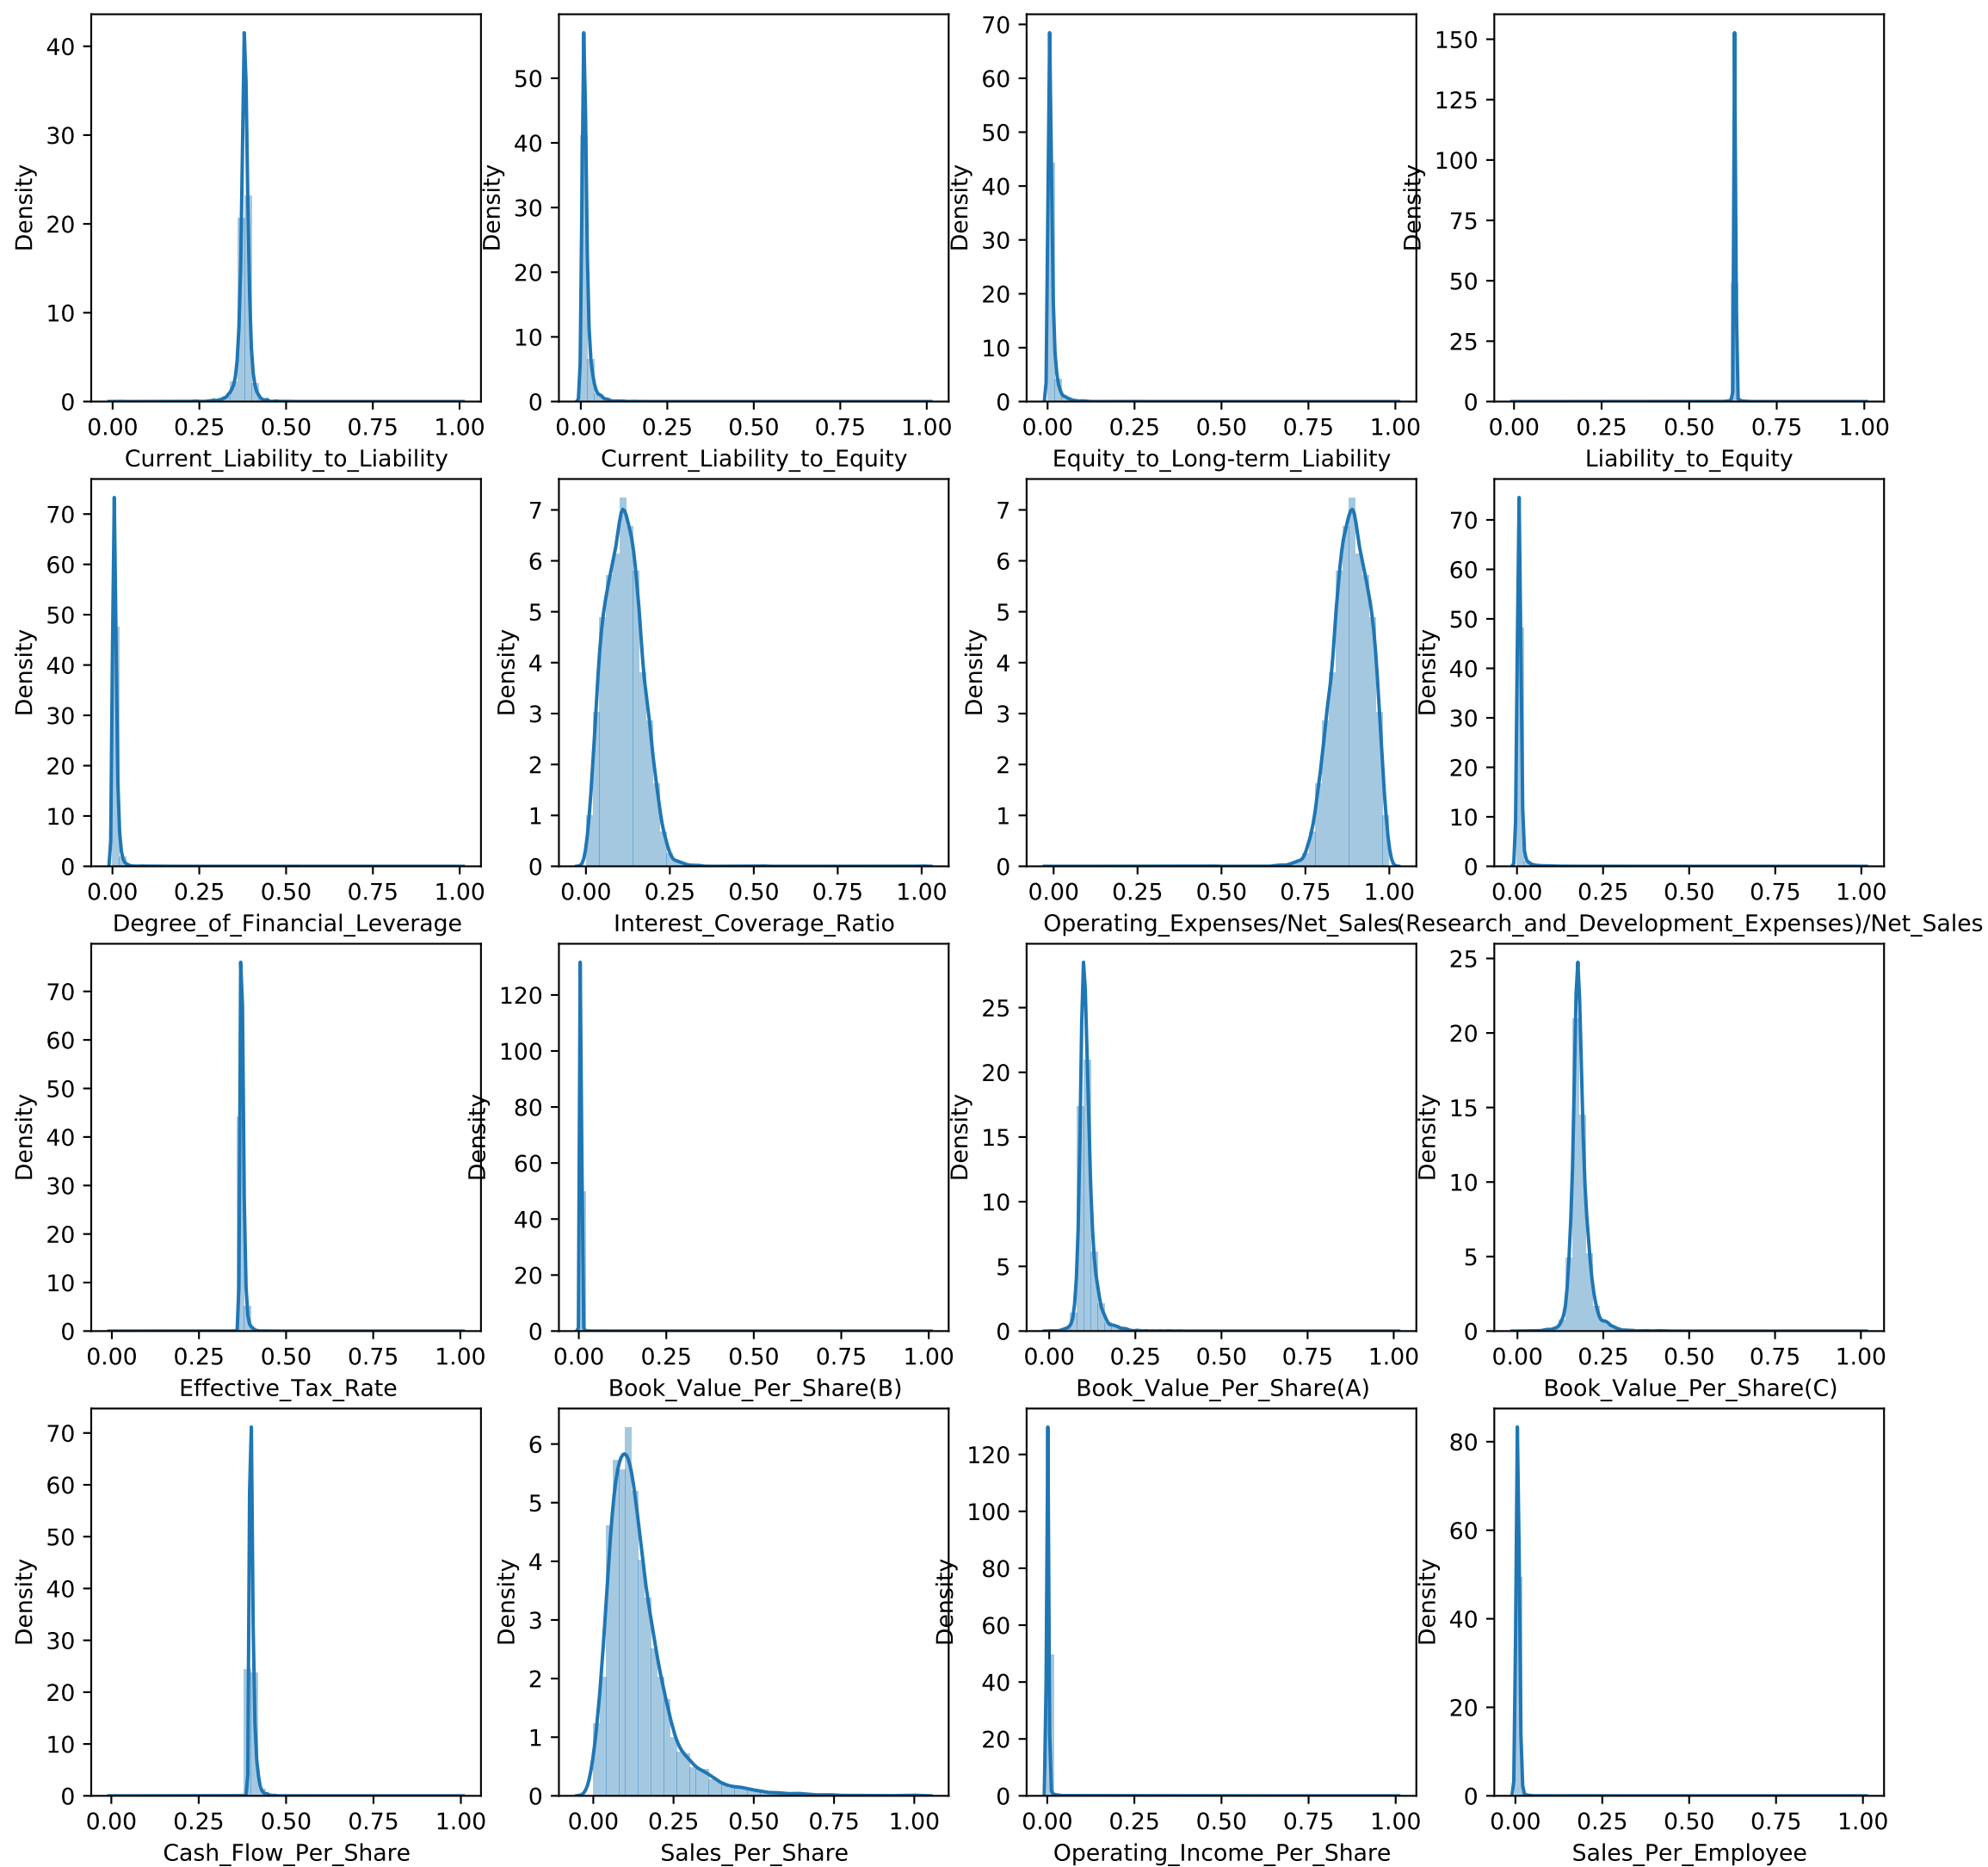 Density
40
30
20
10
0
0.00 0.25 0.50 0.75 1.00
Current_Liability_to_Liability
Density
50
40
30
20
10
0
0.00 0.25 0.50 0.75 1.00
Current_Liability_to_Equity
Density
70
60
50
40
30
20
10
0
0.00 0.25 0.50 0.75 1.00
Equity_to_Long-term_Liability
Density
150
125
100
75
50
25
0
0.00 0.25 0.50 0.75 1.00
Liability_to_Equity
Density
70
60
50
40
30
20
10
0
0.00 0.25 0.50 0.75 1.00
Degree_of_Financial_Leverage
Density
7
6
5
4
3
2
1
0
0.00 0.25 0.50 0.75 1.00
Interest_Coverage_Ratio
Density
7
6
5
4
3
2
1
0
0.00 0.25 0.50 0.75 1.00
Operating_Expenses/Net_Sales
Density
70
60
50
40
30
20
10
0
0.00 0.25 0.50 0.75 1.00
(Research_and_Development_Expenses)/Net_Sales
Density
70
60
50
40
30
20
10
0
0.00 0.25 0.50 0.75 1.00
Effective_Tax_Rate
Density
120
100
80
60
40
20
0
0.00 0.25 0.50 0.75 1.00
Book_Value_Per_Share(B)
Density
25
20
15
10
5
0
0.00 0.25 0.50 0.75 1.00
Book_Value_Per_Share(A)
Density
25
20
15
10
5
0
0.00 0.25 0.50 0.75 1.00
Book_Value_Per_Share(C)
Density
70
60
50
40
30
20
10
0
0.00 0.25 0.50 0.75 1.00
Cash_Flow_Per_Share
Density
6
5
4
3
2
1
0
0.00 0.25 0.50 0.75 1.00
Sales_Per_Share
Density
120
100
80
60
40
20
0
0.00 0.25 0.50 0.75 1.00
Operating_Income_Per_Share
Density
80
60
40
20
0
0.00 0.25 0.50 0.75 1.00
Sales_Per_Employee